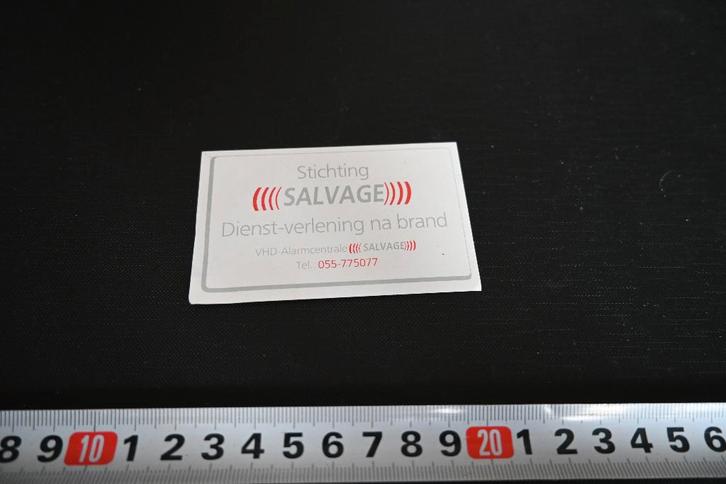 Stichting
((((SALVAGE))))
Dienst-verlening na brand
VHD-Alarmcentrale ((((SALVAGE))))
Tel. 055-775077
8 9 10 1 2 3 4 5 6 7 8 9 20 1 2 3 4 5 6